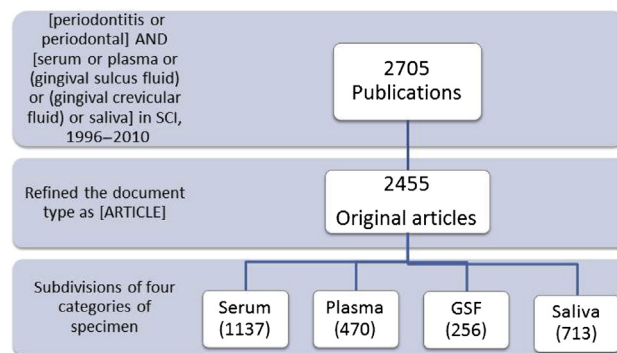 [periodontitis or
periodontal] AND
[serum or plasma or
(gingival sulcus fluid)
or (gingival crevicular
fluid) or saliva] in SCI,
1996–2010
2705
Publications
Refined the document
type as [ARTICLE]
2455
Original articles
Subdivisions of four
categories of
specimen
Serum
(1137)
Plasma
(470)
GSF
(256)
Saliva
(713)